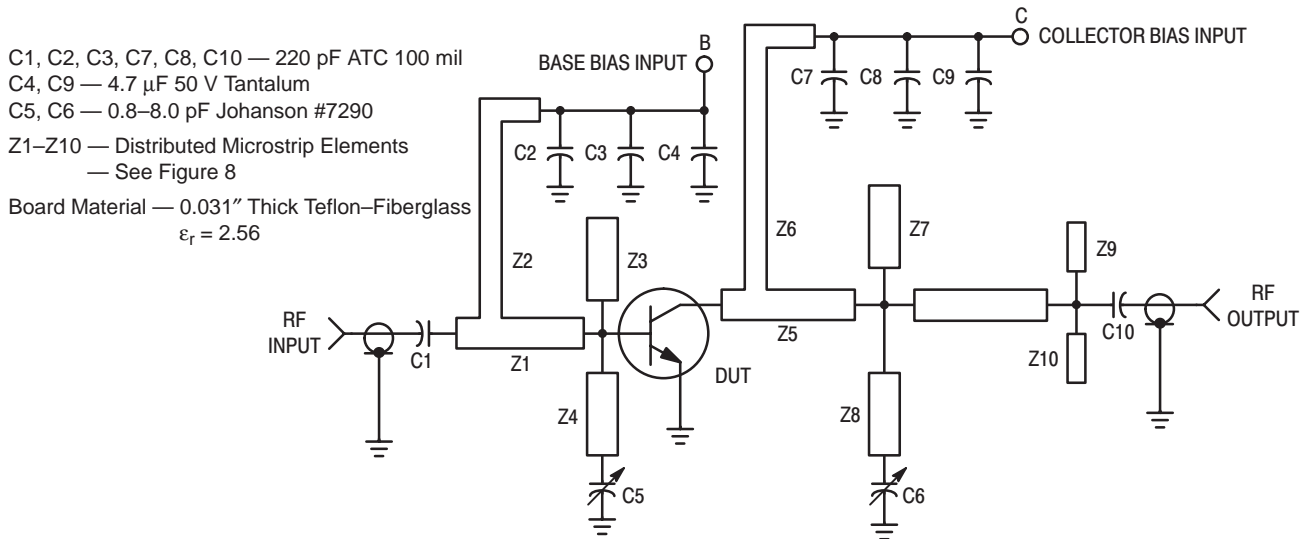 C1, C2, C3, C7, C8, C10 — 220 pF ATC 100 mil
C4, C9 — 4.7 μF 50 V Tantalum
C5, C6 — 0.8–8.0 pF Johanson #7290
Z1–Z10 — Distributed Microstrip Elements
— See Figure 8
Board Material — 0.031″ Thick Teflon–Fiberglass
εr = 2.56
B
BASE BIAS INPUT
C
COLLECTOR BIAS INPUT
C7
C8
C9
C2
C3
C4
Z2
Z3
Z6
Z7
Z9
RF
INPUT
C1
Z1
Z4
C5
DUT
Z5
Z8
C6
Z10
C10
RF
OUTPUT